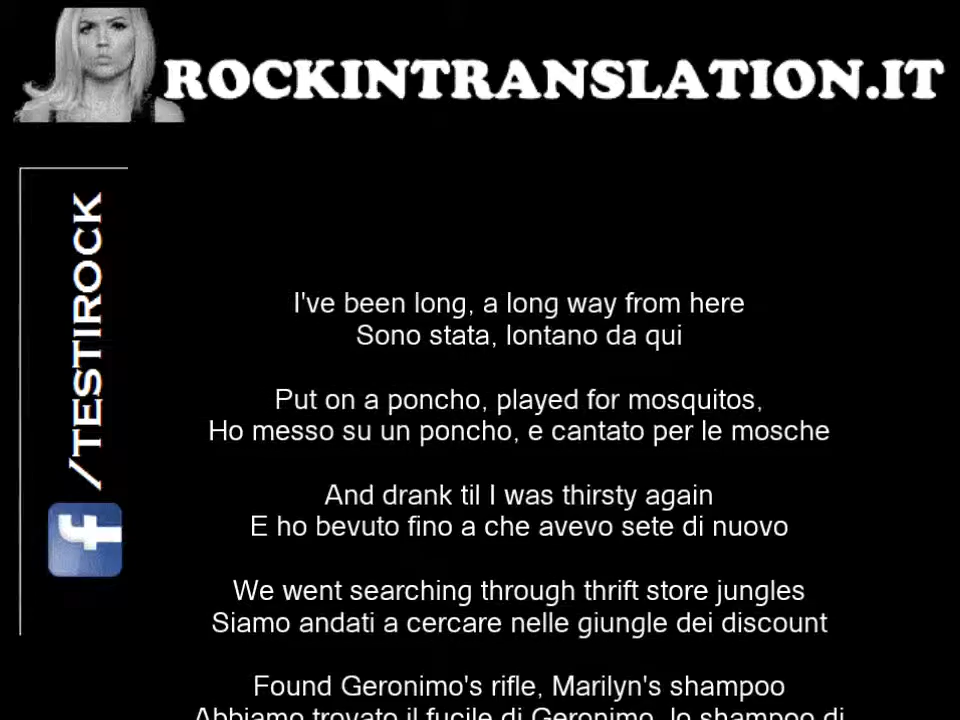 ROCKINTRANSLATION.IT
/TESTIROCK
I've been long, a long way from here
Sono stata, lontano da qui
Put on a poncho, played for mosquitos,
Ho messo su un poncho, e cantato per le mosche
And drank til I was thirsty again
E ho bevuto fino a che avevo sete di nuovo
We went searching through thrift store jungles
Siamo andati a cercare nelle giungle dei discount
Found Geronimo's rifle, Marilyn's shampoo
Abbiamo trovato il fucile di Geronimo, lo shampoo di